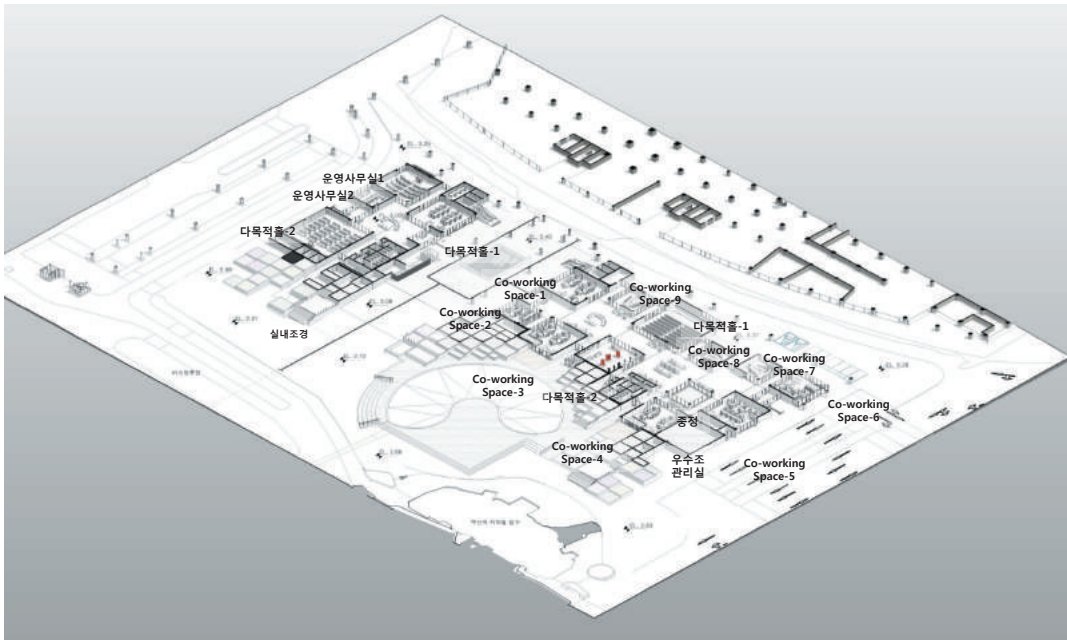 운영사무실1
운영사무실2
다목적홀-2
다목적홀-1
실내조경
Co-working
Space-1
Co-working
Space-2
Co-working
Space-9
다목적홀-1
Co-working
Space-8
Co-working
Space-7
Co-working
Space-3
다목적홀-2
Co-working
Space-6
중정
Co-working
Space-4
우수조
관리실
Co-working
Space-5